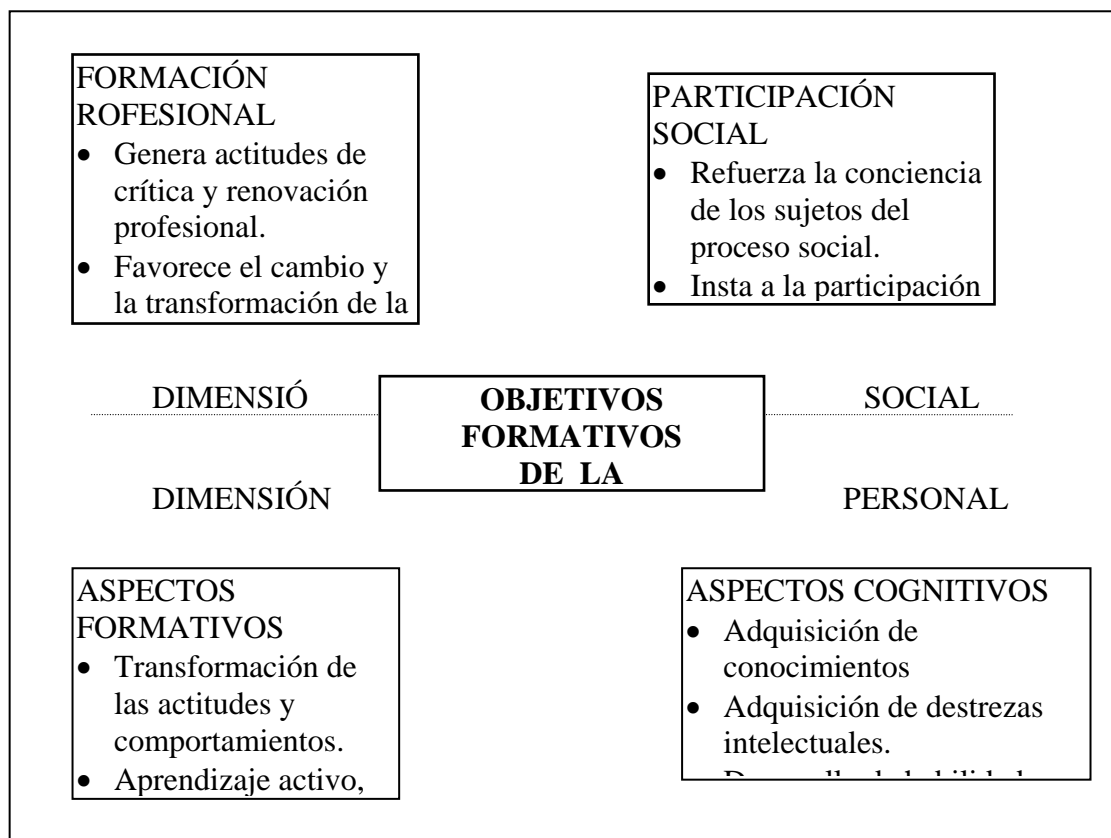 FORMACIÓN
ROFESIONAL
• Genera actitudes de
crítica y renovación
profesional.
• Favorece el cambio y
la transformación de la
PARTICIPACIÓN
SOCIAL
• Refuerza la conciencia
de los sujetos del
proceso social.
• Insta a la participación
DIMENSIÓ
OBJETIVOS
FORMATIVOS
DE LA
SOCIAL
DIMENSIÓN
PERSONAL
ASPECTOS
FORMATIVOS
• Transformación de
las actitudes y
comportamientos.
• Aprendizaje activo,
ASPECTOS COGNITIVOS
• Adquisición de
conocimientos
• Adquisición de destrezas
intelectuales.